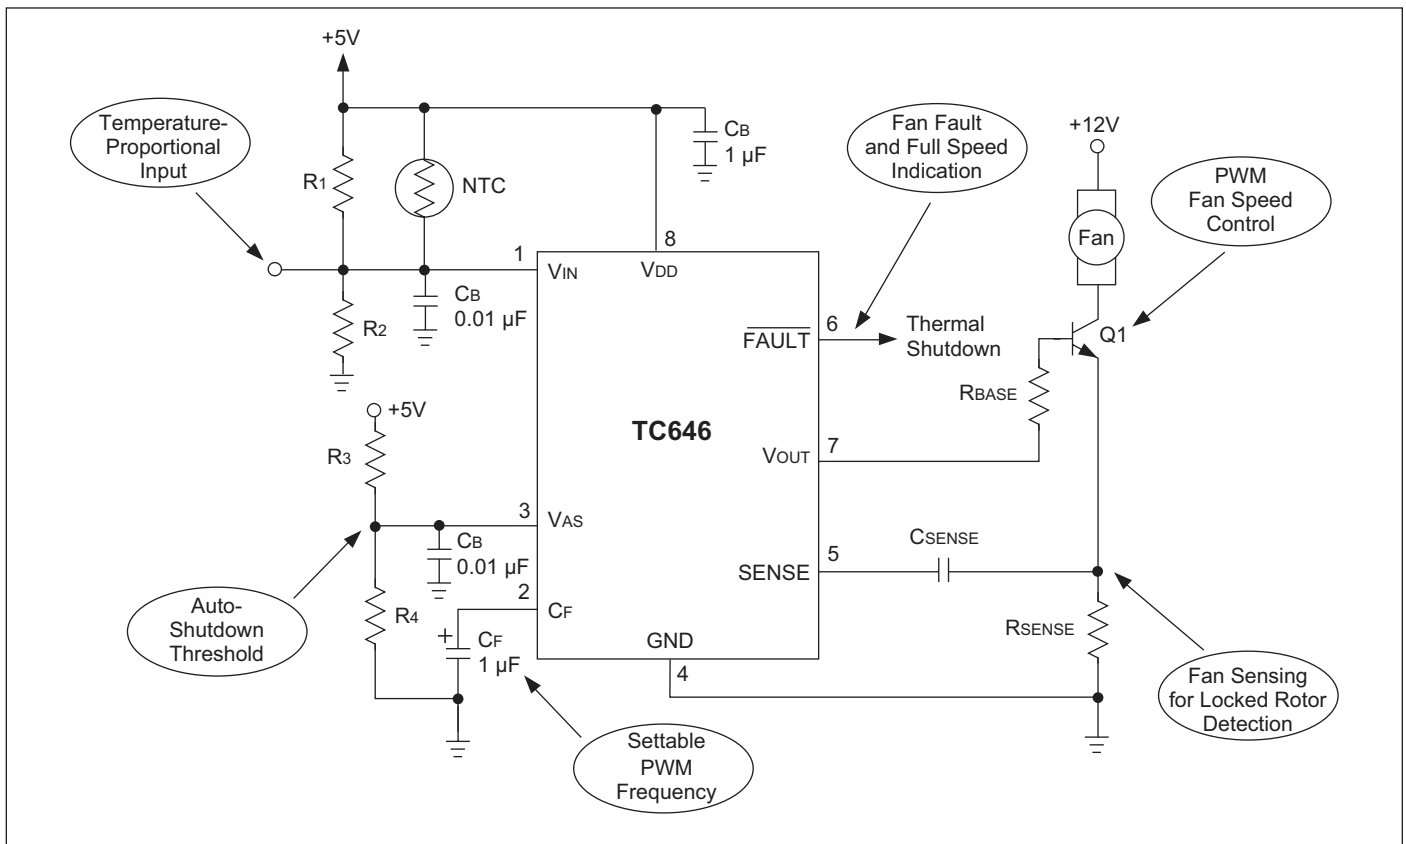 +5V
Temperature-
Proportional
Input
R1
NTC
CB
1 µF
Fan Fault
and Full Speed
Indication
+12V
PWM
Fan Speed
Control
Fan
1
VIN
8
VDD
CB
0.01 µF
R2
6
FAULT
Thermal
Shutdown
Q1
RBASE
+5V
R3
TC646
7
VOUT
3
VAS
CB
0.01 µF
CSENSE
5
SENSE
2
CF
R4
Auto-
Shutdown
Threshold
+
CF
1 µF
GND
4
RSENSE
Fan Sensing
for Locked Rotor
Detection
Settable
PWM
Frequency